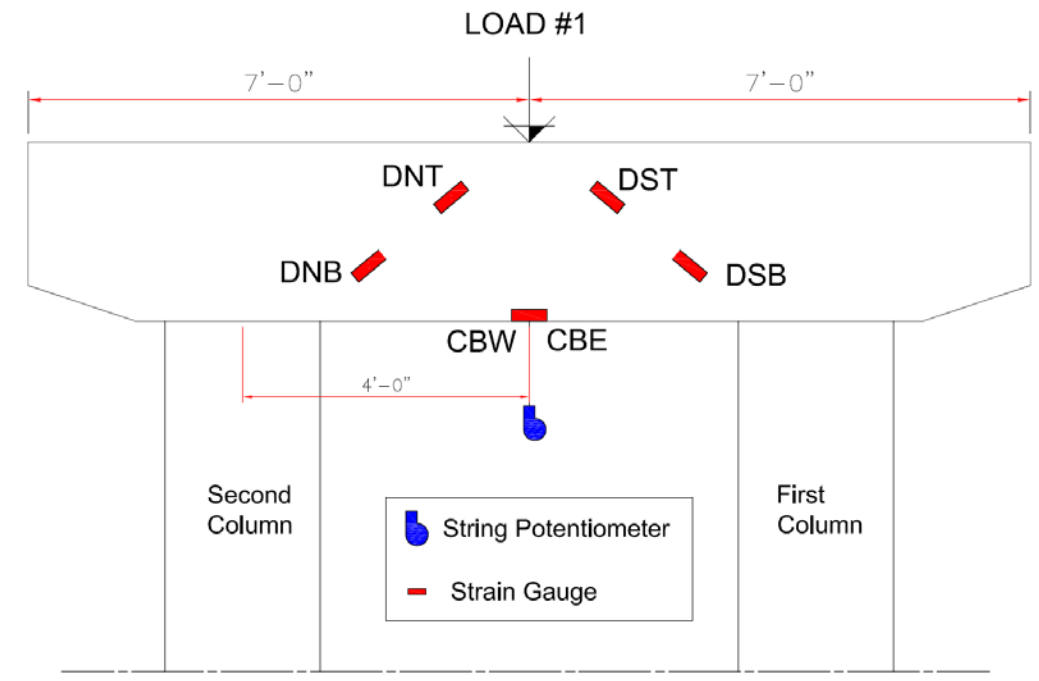 LOAD #1
7'-0"
7'-0"
DNT
DST
DNB
DSB
CBW
CBE
4'-0"
Second
Column
First
Column
String Potentiometer
Strain Gauge